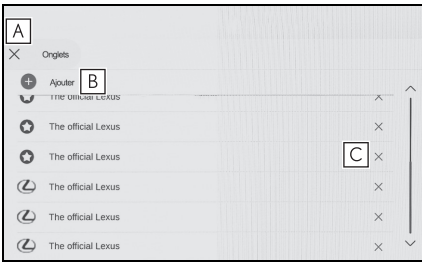 A
Onglets
Ajouter B
The official Lexus
The official Lexus
The official Lexus
C
The official Lexus
The official Lexus
The official Lexus